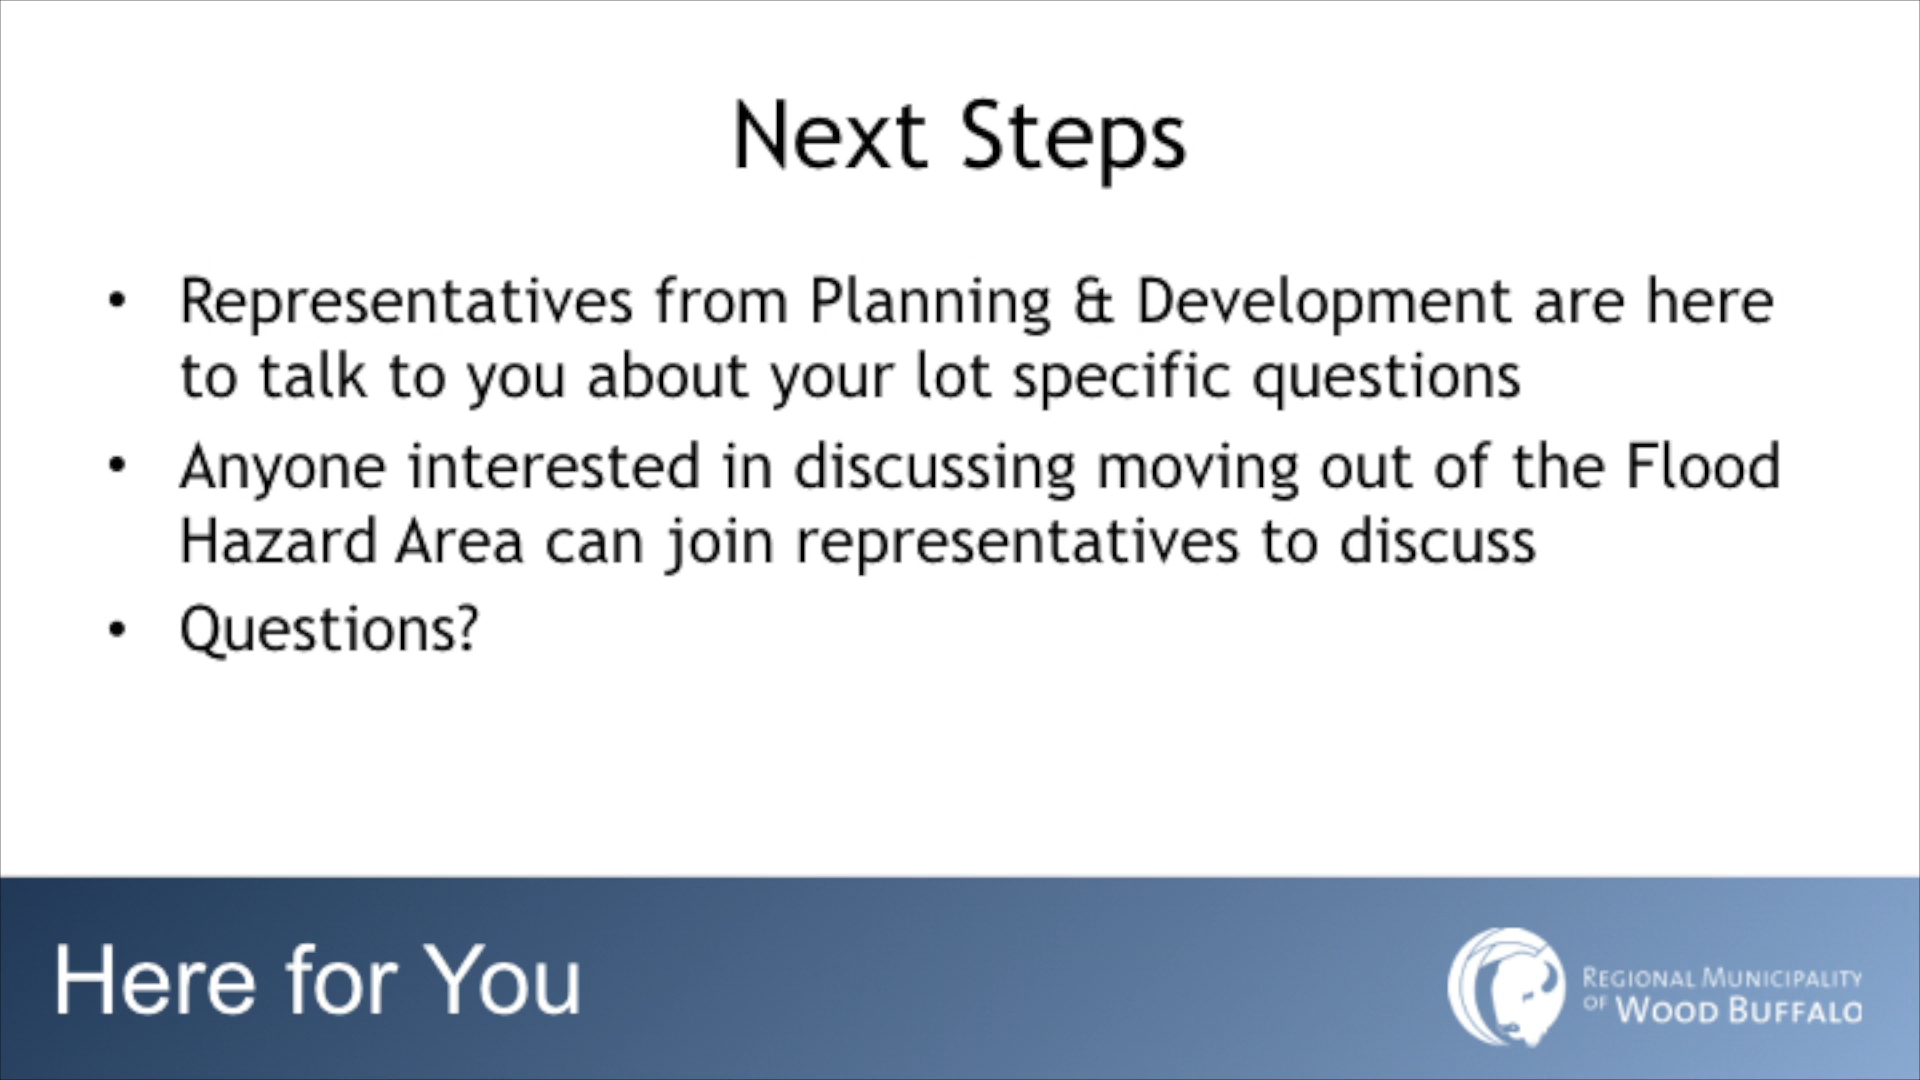 Next Steps
• Representatives from Planning & Development are here
to talk to you about your lot specific questions
• Anyone interested in discussing moving out of the Flood
Hazard Area can join representatives to discuss
• Questions?
Here for You
REGIONAL MUNICIPALITY
OF WOOD BUFFALO